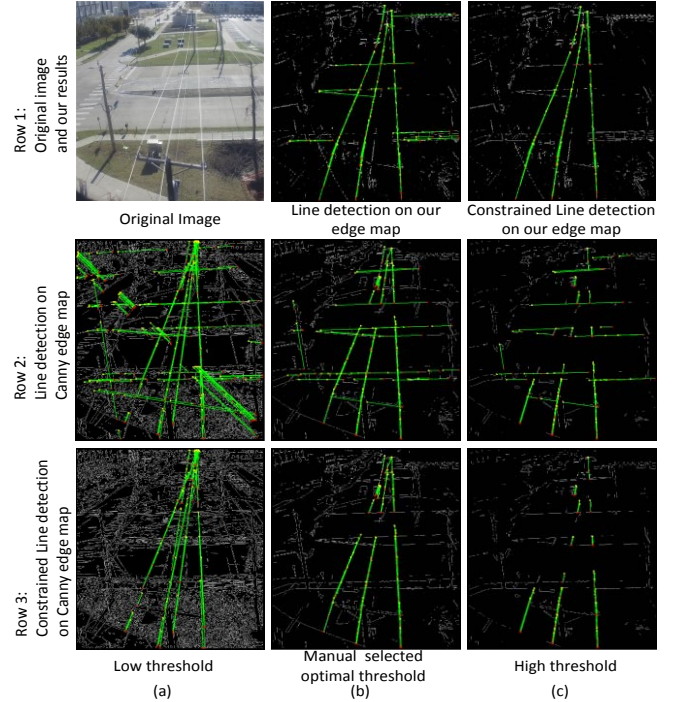 Row 1:
Original image
and our results
Original Image
Line detection on our
edge map
Constrained Line detection
on our edge map
Row 2:
Line detection on
Canny edge map
Row 3:
Constrained Line detection
on Canny edge map
Low threshold
Manual selected
optimal threshold
High threshold
(a)
(b)
(c)